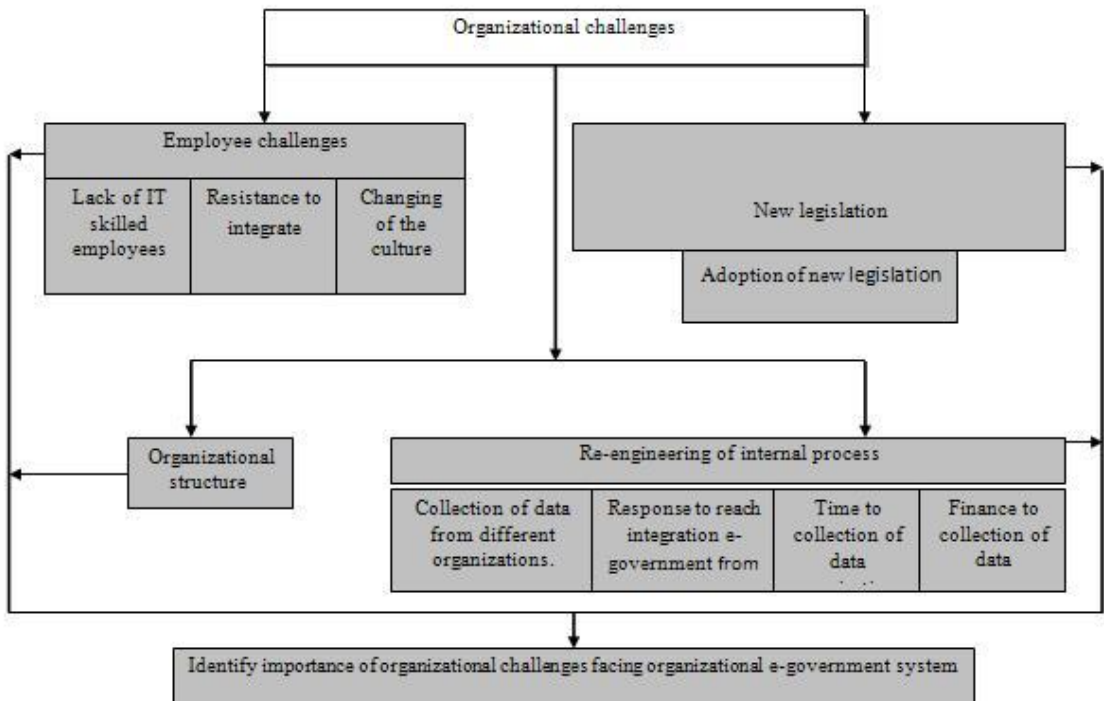 Organizational challenges
Employee challenges
Lack of IT
skilled
employees
Resistance to
integrate
Changing
of the
culture
New legislation
Adoption of new legislation
Organizational
structure
Re-engineering of internal process
Collection of data
from different
organizations.
Response to reach
integration e-
government from
Time to
collection of
data
Finance to
collection of
data
Identify importance of organizational challenges facing organizational e-government system